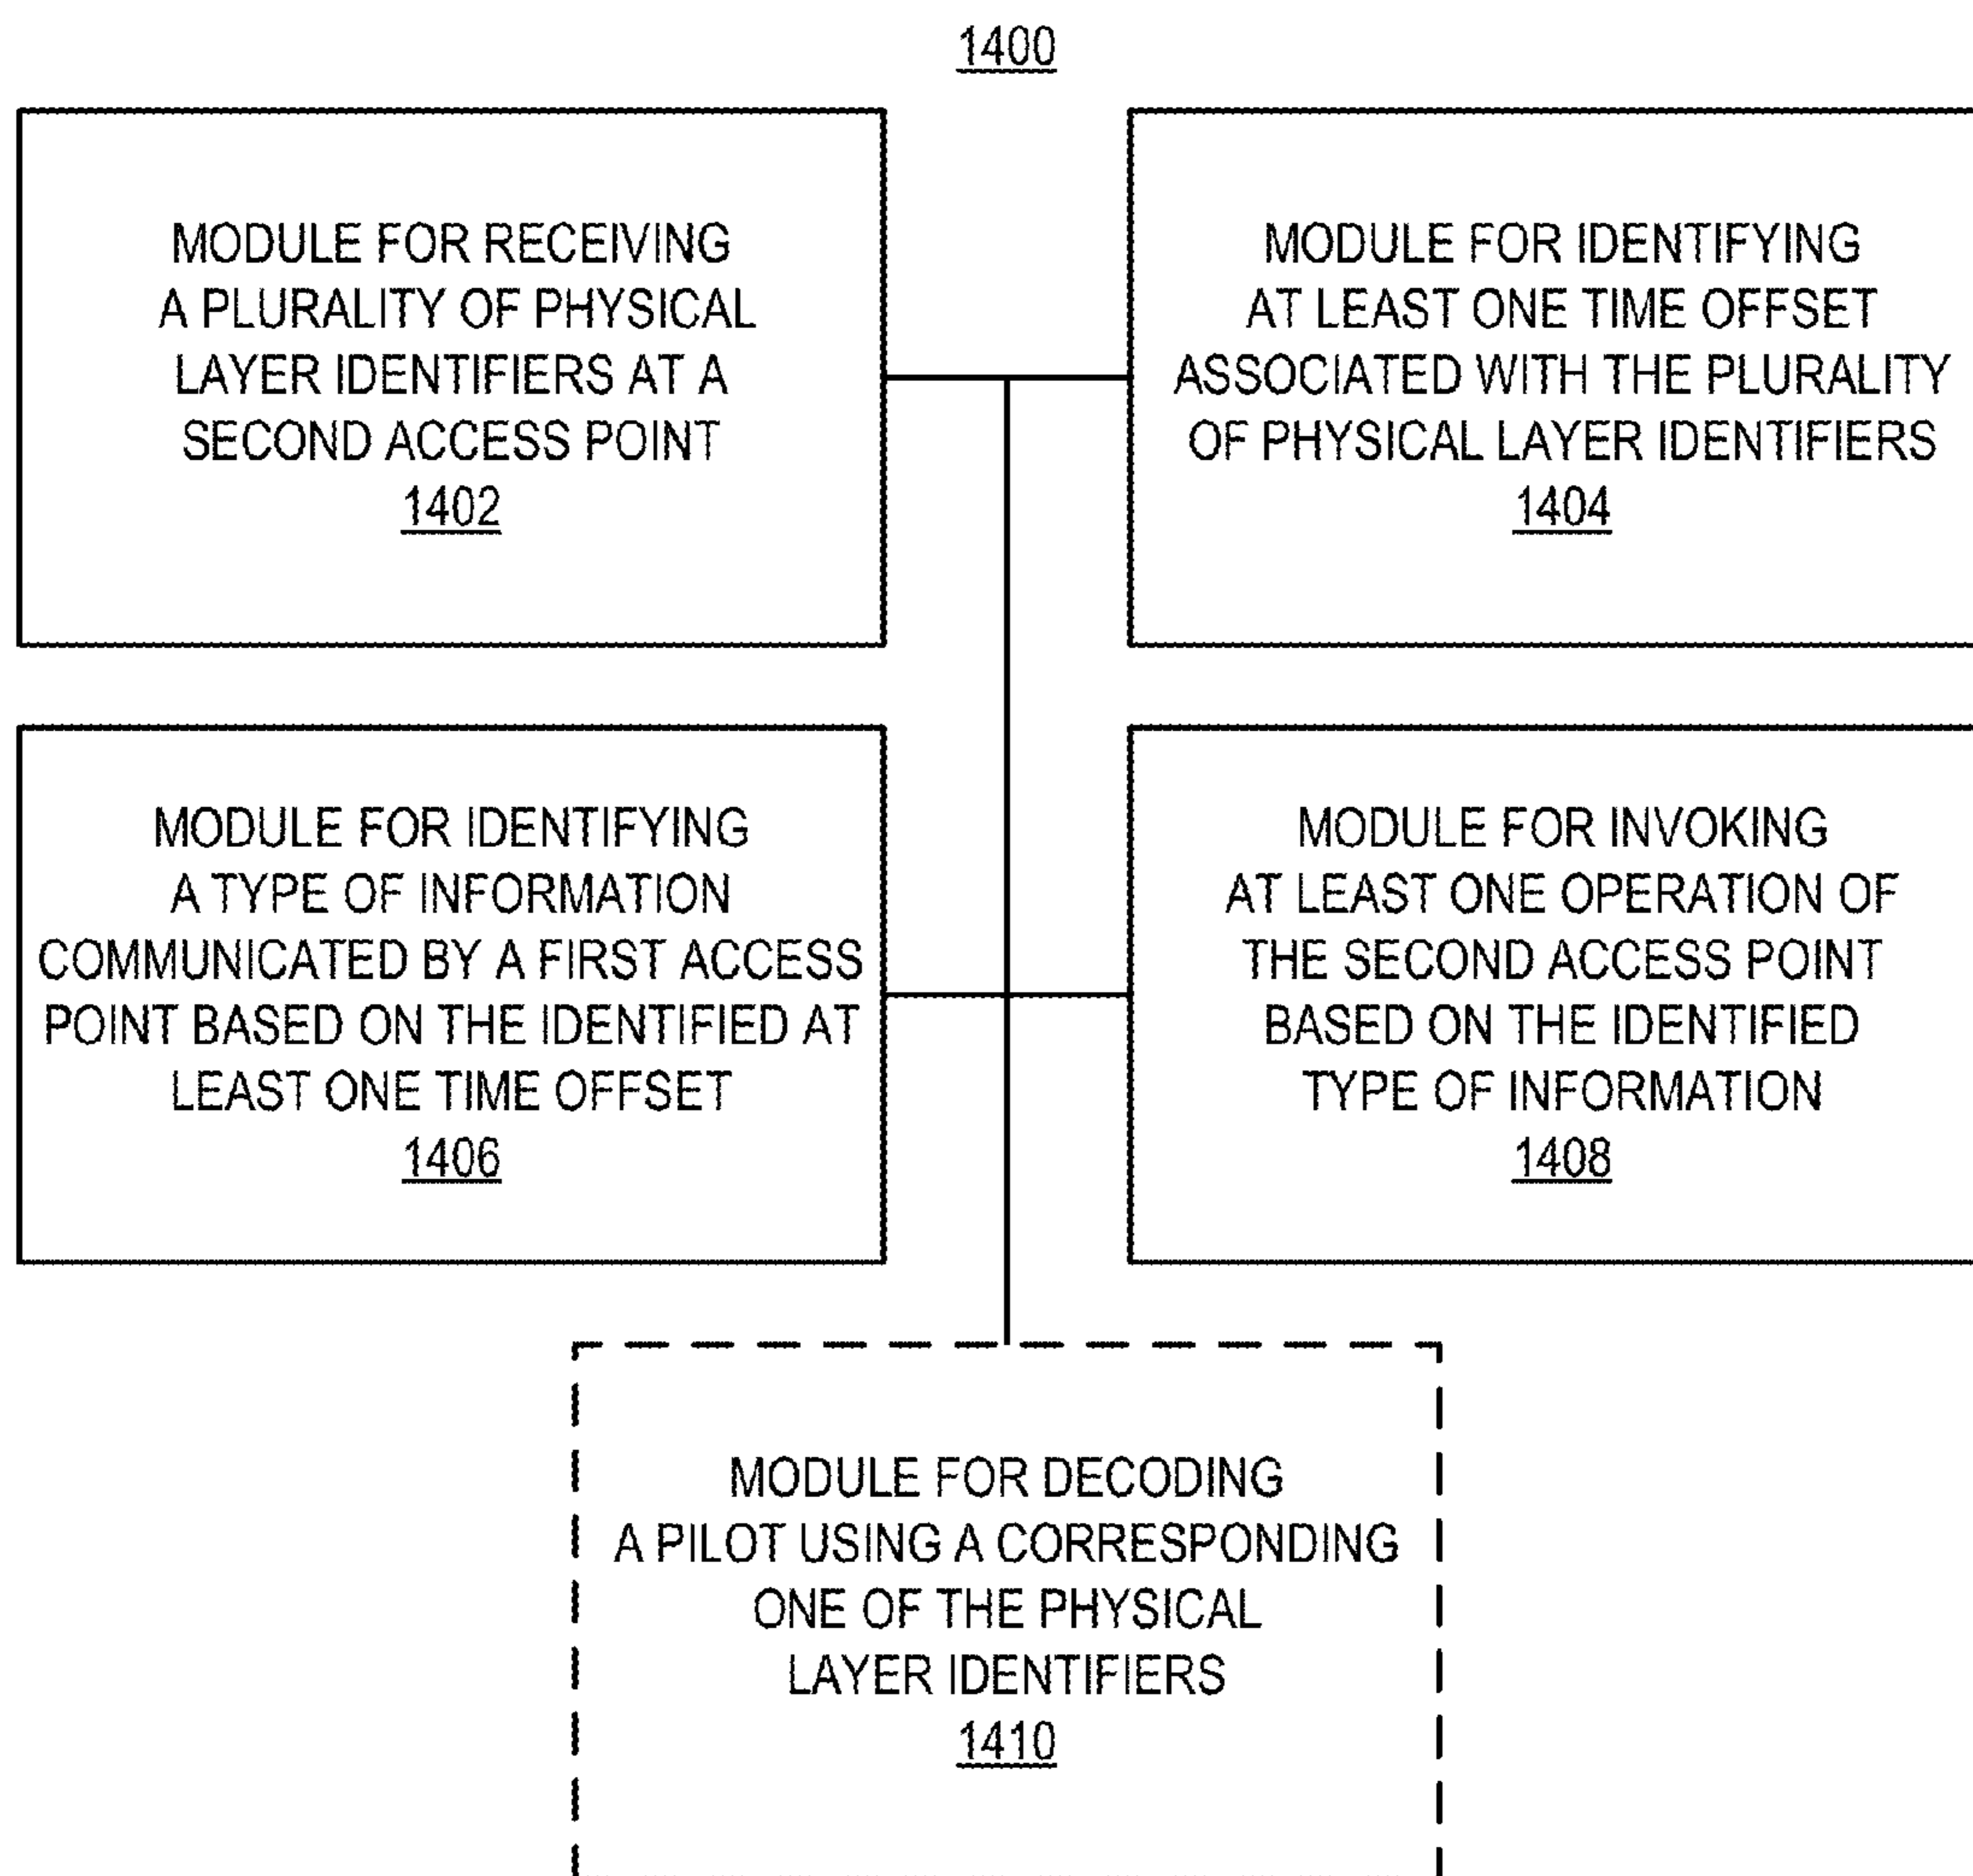 1400
MODULE FOR RECEIVING
A PLURALITY OF PHYSICAL
LAYER IDENTIFIERS AT A
SECOND ACCESS POINT
1402
MODULE FOR IDENTIFYING
AT LEAST ONE TIME OFFSET
ASSOCIATED WITH THE PLURALITY
OF PHYSICAL LAYER IDENTIFIERS
1404
MODULE FOR IDENTIFYING
A TYPE OF INFORMATION
COMMUNICATED BY A FIRST ACCESS
POINT BASED ON THE IDENTIFIED AT
LEAST ONE TIME OFFSET
1406
MODULE FOR INVOKING
AT LEAST ONE OPERATION OF
THE SECOND ACCESS POINT
BASED ON THE IDENTIFIED
TYPE OF INFORMATION
1408
MODULE FOR DECODING
A PILOT USING A CORRESPONDING
ONE OF THE PHYSICAL
LAYER IDENTIFIERS
1410